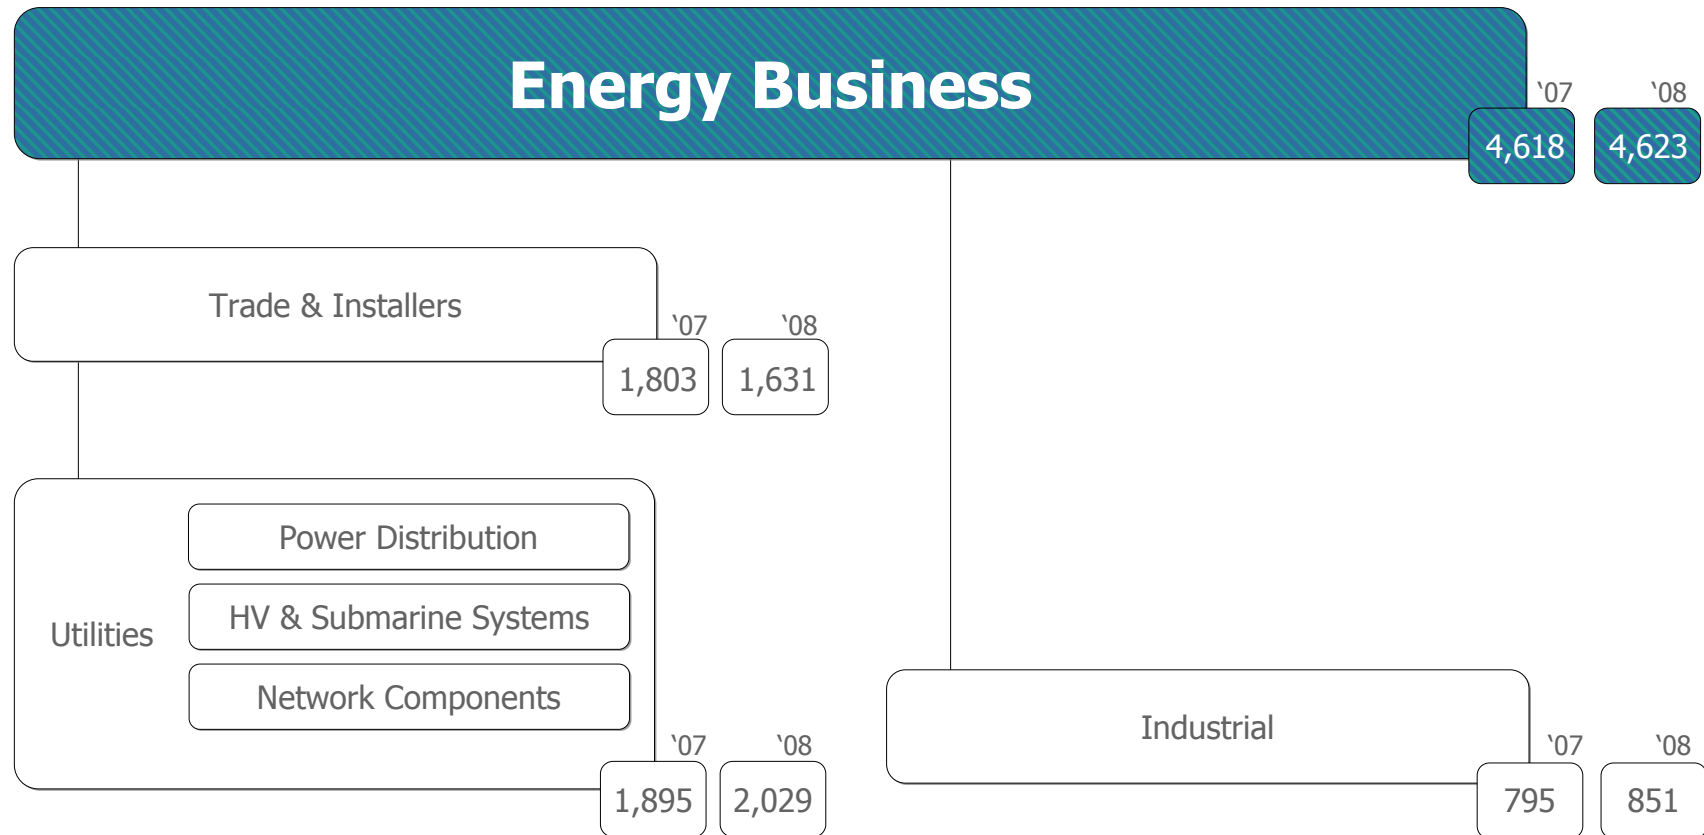 Energy Business
‘07 ‘08
4,618 4,623
Trade & Installers
‘07 ‘08
1,803 1,631
Utilities
Power Distribution
HV & Submarine Systems
Network Components
‘07 ‘08
1,895 2,029
Industrial
‘07 ‘08
795 851